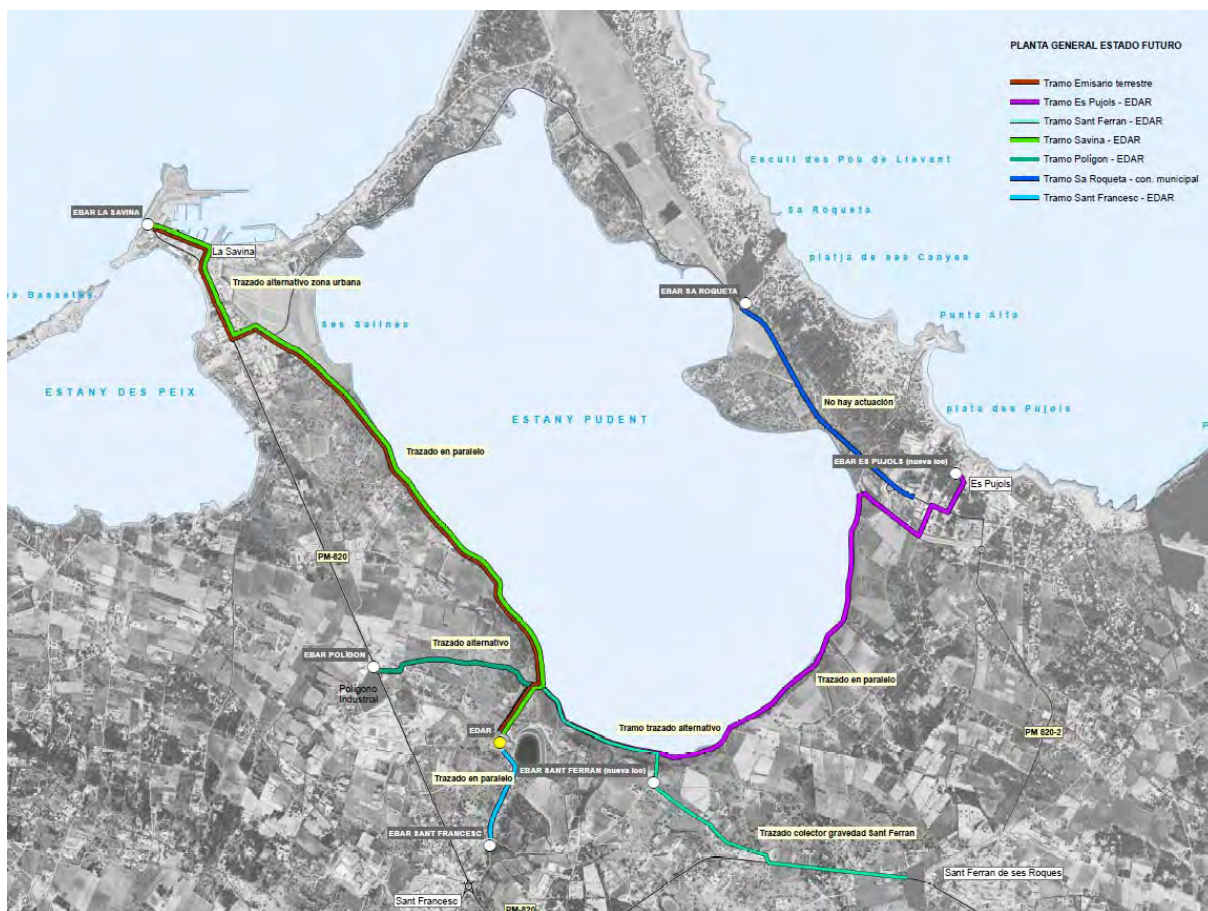 PLANTA GENERAL ESTADO FUTURO
Tramo Emisario terrestre
Tramo Es Pujols - EDAR
Tramo Sant Ferran - EDAR
Tramo Savina - EDAR
Tramo Polígon - EDAR
Tramo Sa Roqueta - con. municipal
Tramo Sant Francesc - EDAR
Escull des Pou de Llevant
Sa Roqueta
EBAR LA SAVINA
La Savina
platja de ses Canyes
Trazado alternativo zona urbana
EBAR SA ROQUETA
Bassetes
Ses Salines
Punta Alta
ESTANY DES PEIX
No hay actuación
plata des Pujols
ESTANY PUDENT
Trazado en paralelo
EBAR ES PUJOLS (nueva loc)
Es Pujols
PM-820
Trazado alternativo
EBAR POLÍGON
Polígono
Industrial
Trazado en paralelo
EDAR
Tramo trazado alternativo
PM 820-2
EBAR SANT FERRAN (nueva loc)
Trazado en paralelo
EBAR SANT FRANCESC
Trazado colector gravedad Sant Ferran
Sant Ferran de ses Roques
Sant Francesc
PM-820